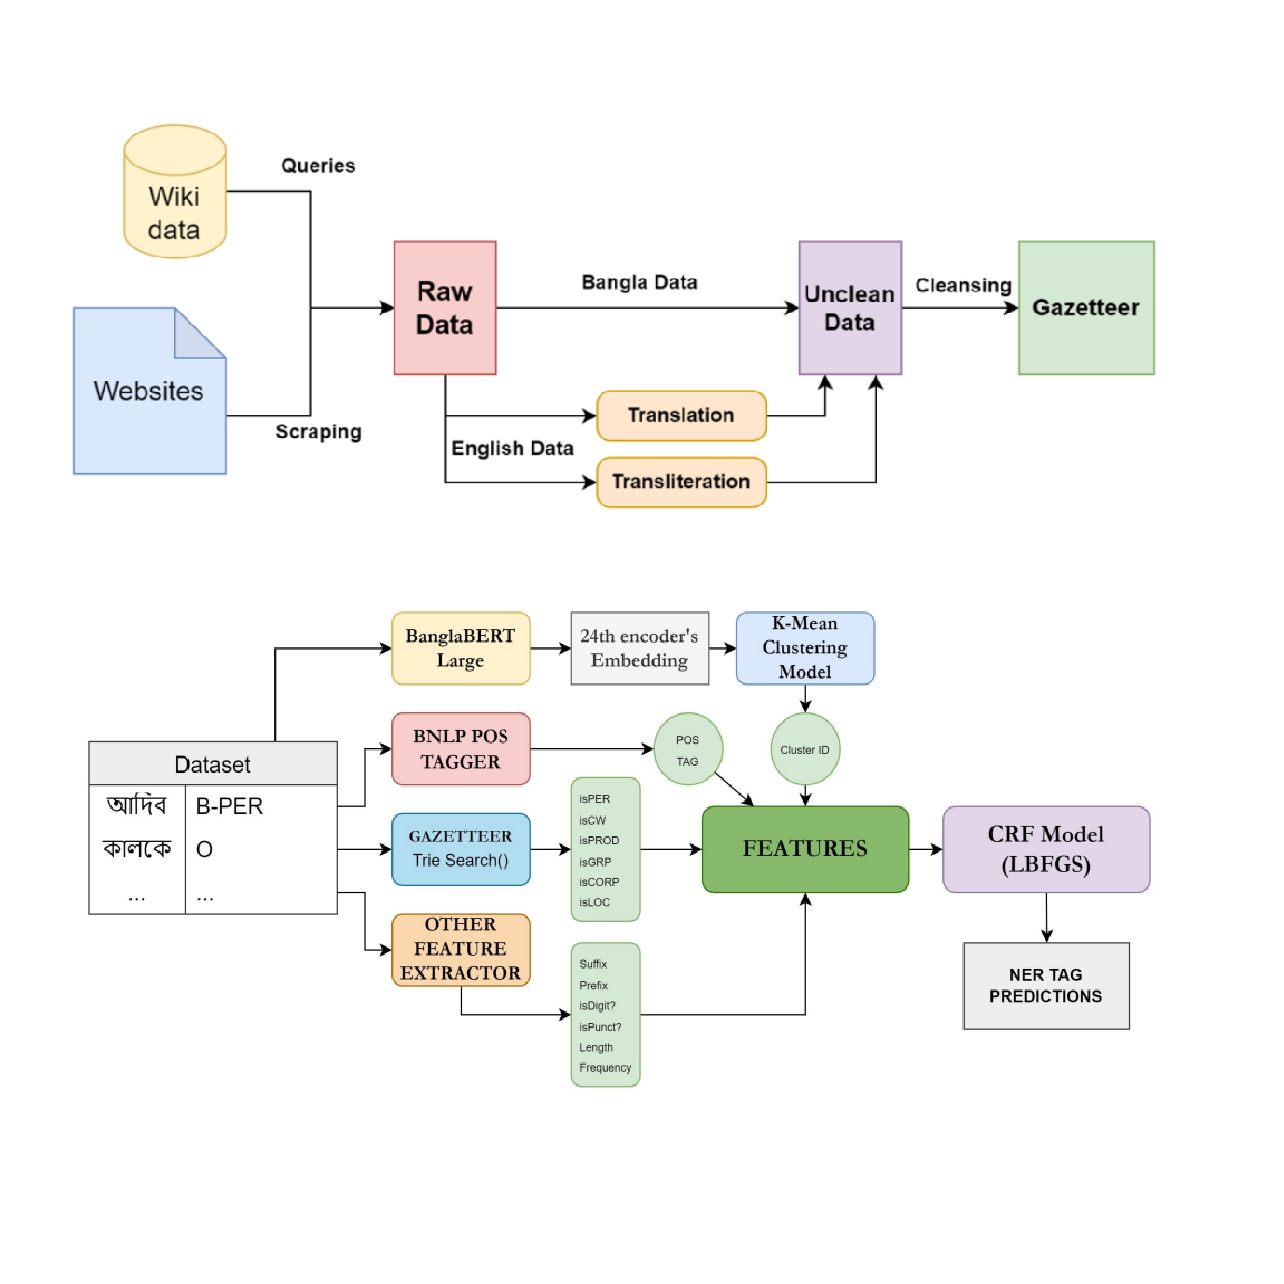 Queries
Wiki
data
Websites
Scraping
Raw
Data
Bangla Data
English Data
Translation
Transliteration
Unclean
Data
Cleansing
Gazetteer
BanglaBERT
Large
24th encoder's
Embedding
K-Mean
Clustering
Model
BNLP POS
TAGGER
POS
TAG
Cluster ID
Dataset
আদিব B-PER
কালকে O
... ...
GAZETTEER
Trie Search()
isPER
isCW
isPROD
isGRP
isCORP
isLOC
FEATURES
CRF Model
(LBFGS)
OTHER
FEATURE
EXTRACTOR
Suffix
Prefix
isDigit?
isPunct?
Length
Frequency
NER TAG
PREDICTIONS